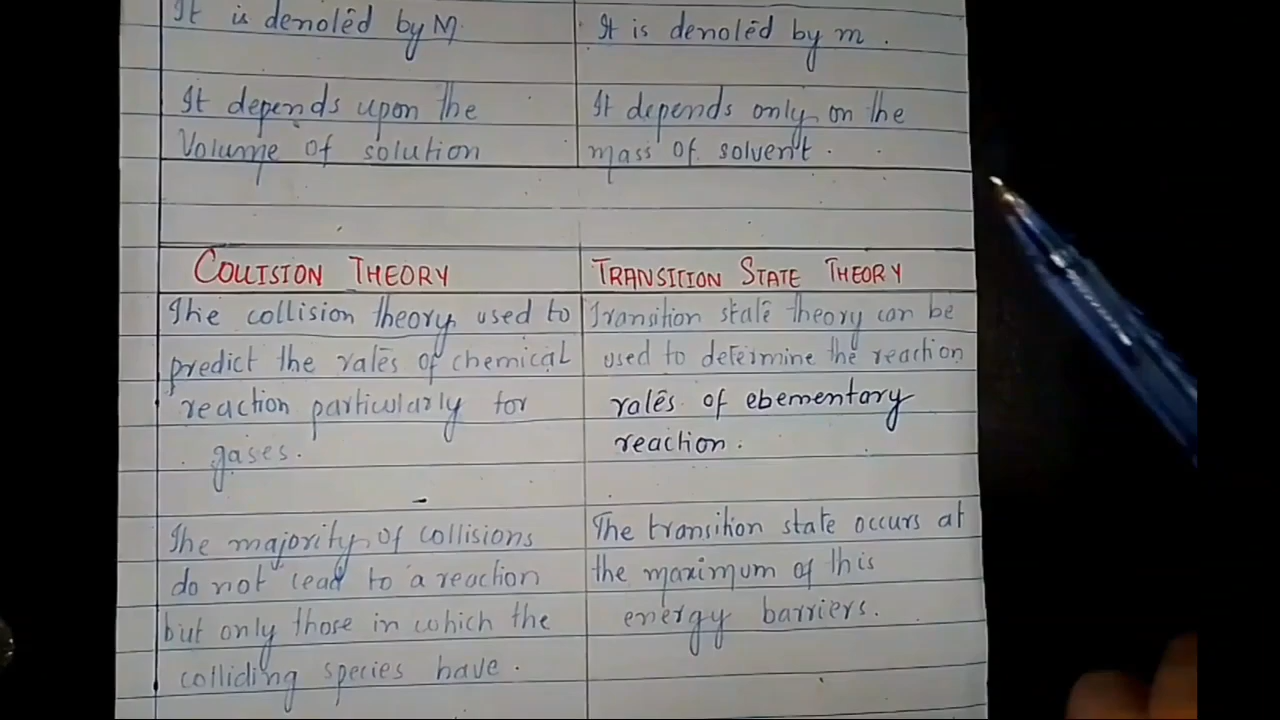 It is denoted by M.
It is denoted by m.
It depends upon the
Volume of solution
It depends only on the
mass of solvent.
COLLISION THEORY
TRANSITION STATE THEORY
The collision theory used to
predict the rates of chemical
reaction particularly for
gases.
Transition state theory can be
used to determine the reaction
rates of ebementary
reaction.
The majority of collisions
do not lead to a reaction
but only those in which the
colliding species have.
The transition state occurs at
the maximum of this
energy barriers.